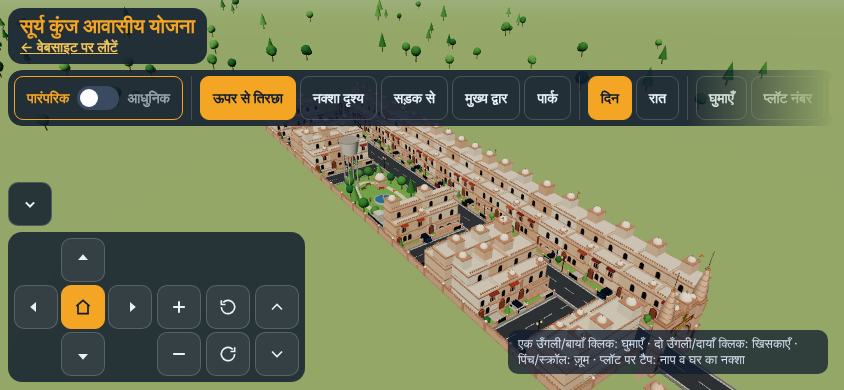 सूर्य कुंज आवासीय योजना
← वेबसाइट पर लौटें
पारंपरिक आधुनिक ऊपर से तिरछा नक्शा दृश्य सड़क से मुख्य द्वार पार्क दिन रात घुमाएँ प्लॉट नंबर
एक उँगली/बायाँ क्लिक: घुमाएँ · दो उँगली/दायाँ क्लिक: खिसकाएँ ·
पिंच/स्क्रॉल: ज़ूम · प्लॉट पर टैप: नाप व घर का नक्शा